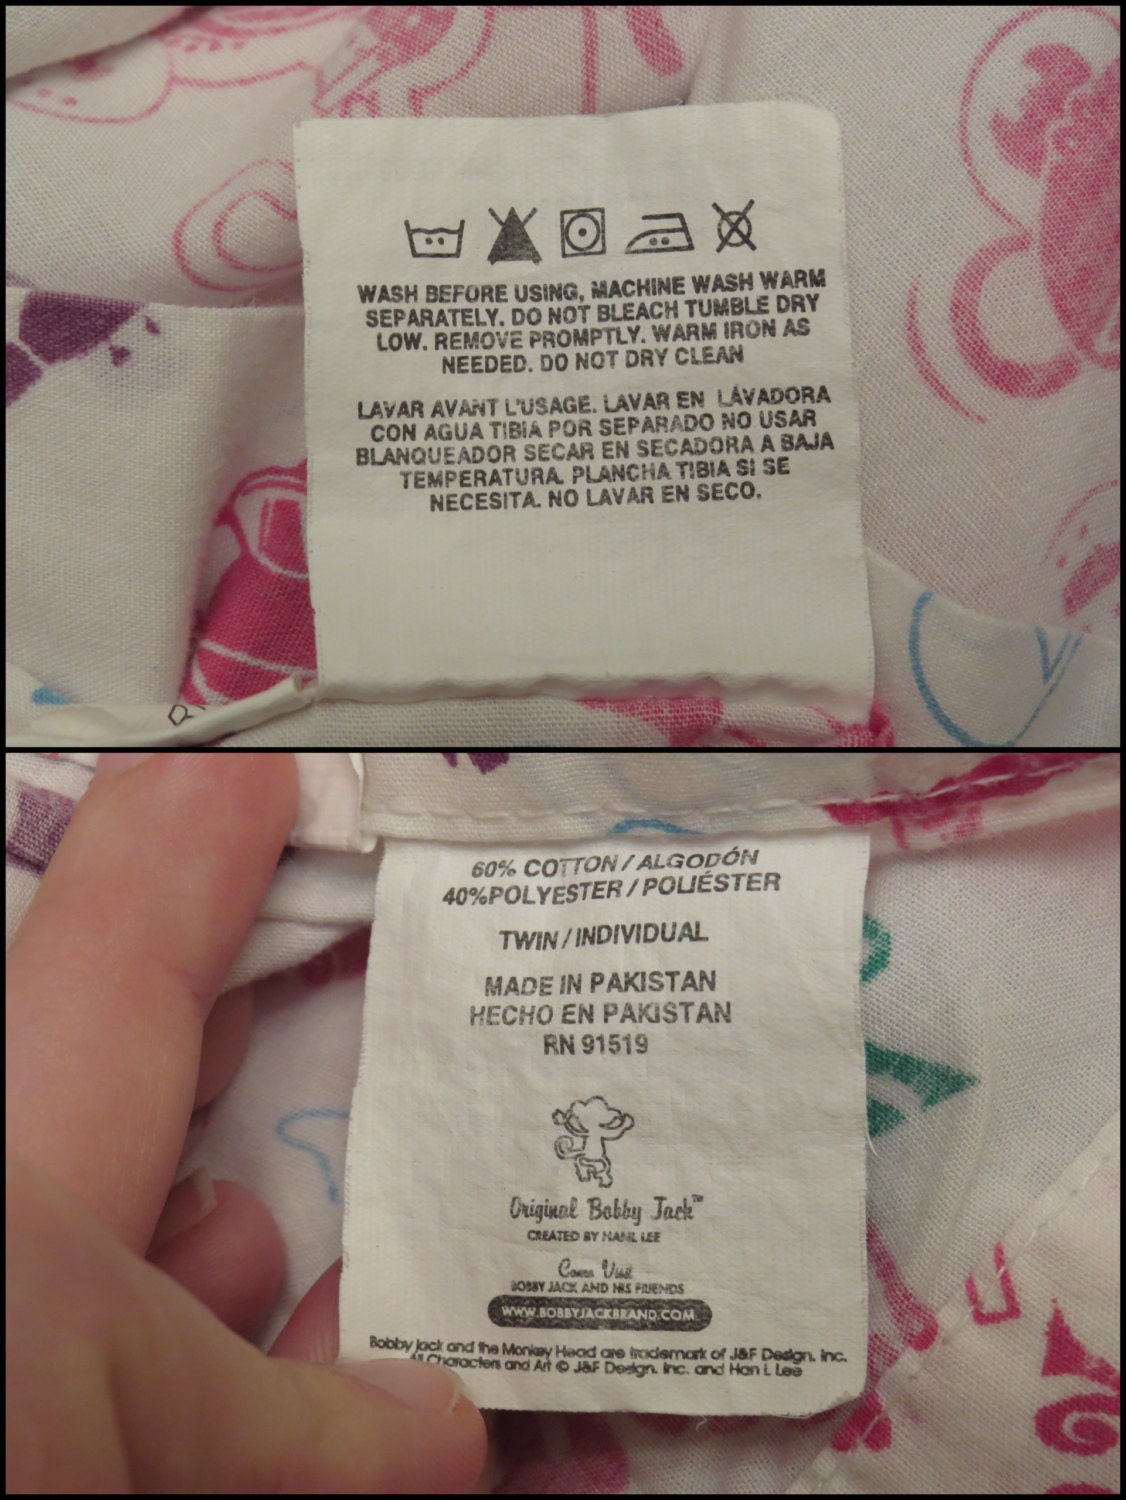 WASH BEFORE USING, MACHINE WASH WARM
SEPARATELY. DO NOT BLEACH TUMBLE DRY
LOW. REMOVE PROMPTLY. WARM IRON AS
NEEDED. DO NOT DRY CLEAN
LAVAR AVANT L'USAGE. LAVAR EN LÁVADORA
CON AGUA TIBIA POR SEPARADO NO USAR
BLANQUEADOR SECAR EN SECADORA A BAJA
TEMPERATURA. PLANCHA TIBIA SI SE
NECESITA. NO LAVAR EN SECO.
60% COTTON / ALGODÓN
40%POLYESTER / POLIÉSTER
TWIN / INDIVIDUAL
MADE IN PAKISTAN
HECHO EN PAKISTAN
RN 91519
Original Bobby Jack™
CREATED BY HANL LEE
Come Visit
BOBBY JACK AND HIS FRIENDS
WWW.BOBBYJACKBRAND.COM
Bobby Jack and the Monkey Head are trademark of J&F Design, Inc.
All Characters and Art © J&F Design. Inc. and Han L Lee